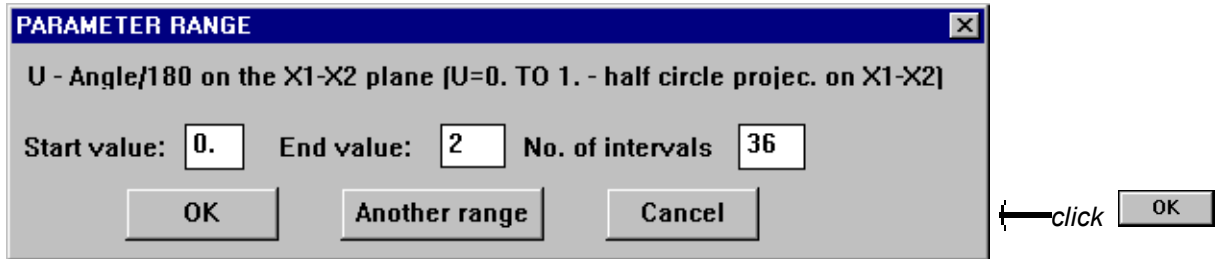 PARAMETER RANGE
U - Angle/180 on the X1-X2 plane (U=0. TO 1. - half circle projec. on X1-X2)
Start value: 0. End value: 2 No. of intervals 36
OK Another range Cancel click OK